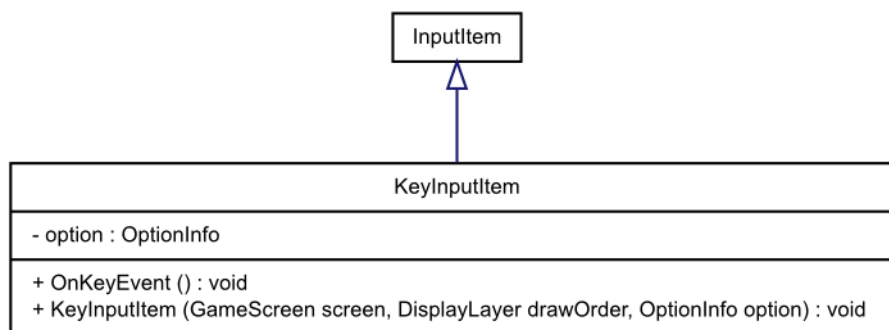 InputItem
KeyInputItem
- option : OptionInfo
+ OnKeyEvent () : void
+ KeyInputItem (GameScreen screen, DisplayLayer drawOrder, OptionInfo option) : void